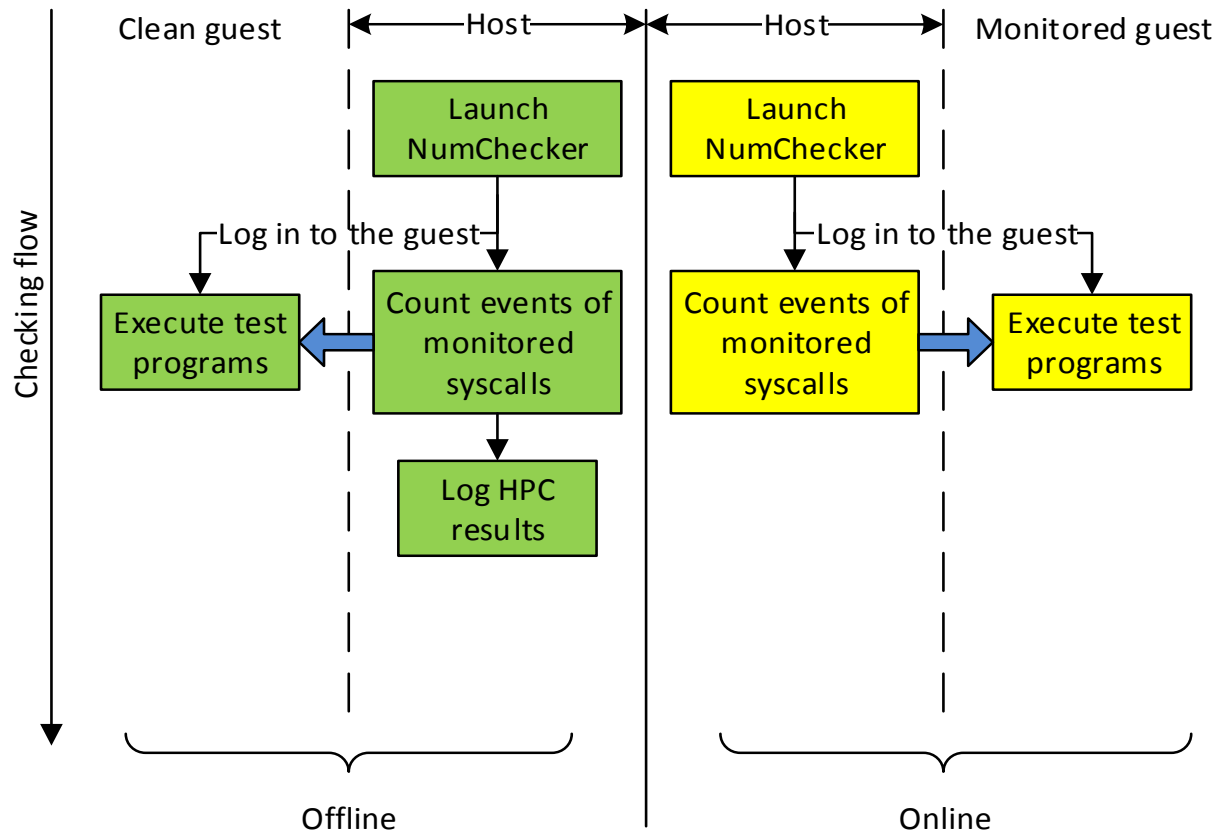 Clean guest
Host
Host
Monitored guest
Launch
NumChecker
Launch
NumChecker
Log in to the guest
Log in to the guest
Checking flow
Execute test
programs
Count events of
monitored
syscalls
Count events of
monitored
syscalls
Execute test
programs
Log HPC
results
Offline
Online